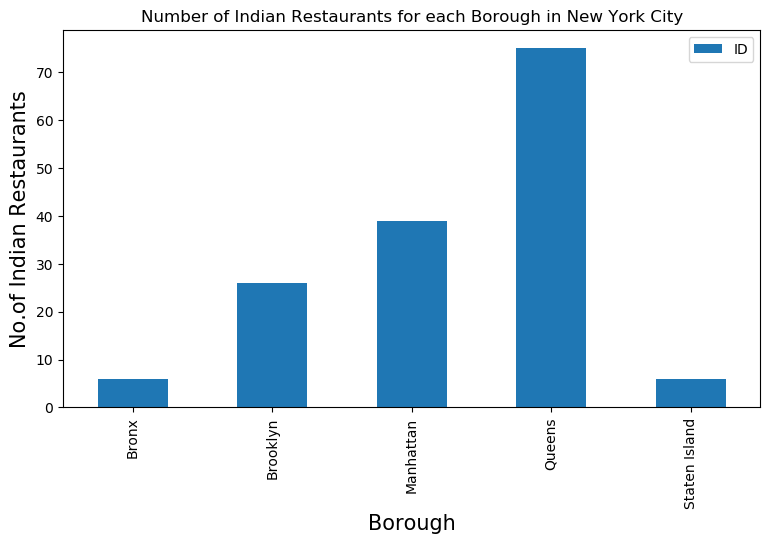 Number of Indian Restaurants for each Borough in New York City
ID
No.of Indian Restaurants
70
60
50
40
30
20
10
0
Bronx
Brooklyn
Manhattan
Queens
Staten Island
Borough